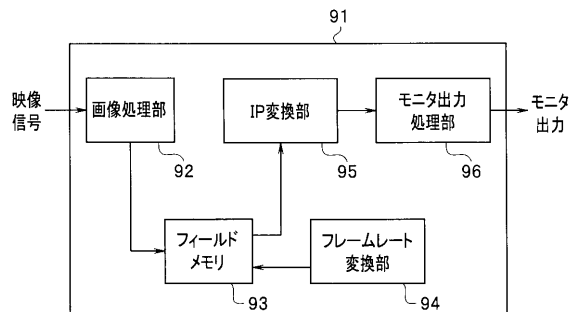 91
映像
信号
画像処理部
92
IP変換部
95
モニタ出力
処理部
96
モニタ
出力
フィールド
メモリ
93
フレームレート
変換部
94